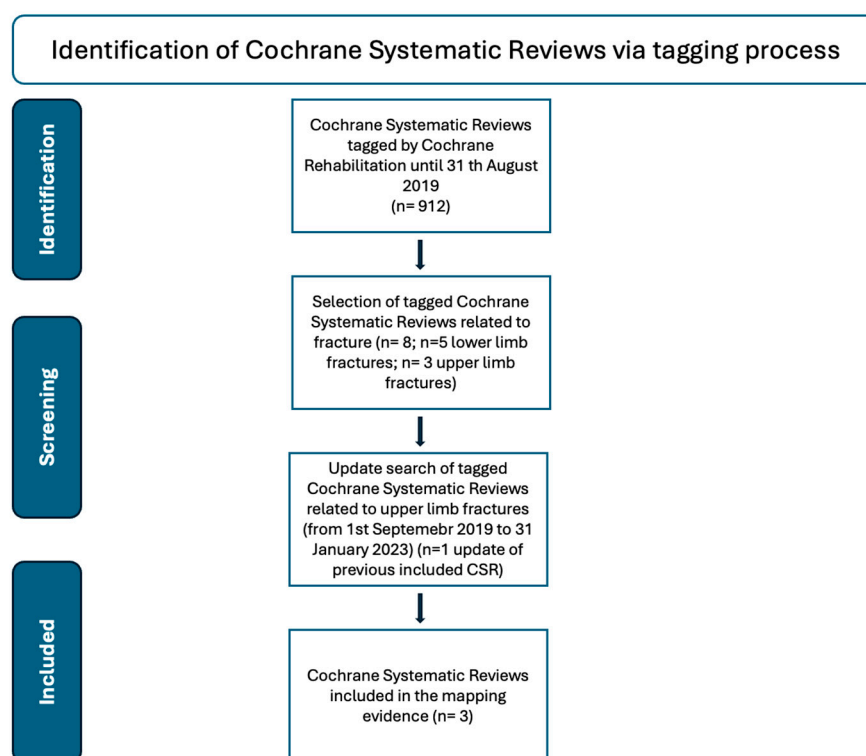 Identification of Cochrane Systematic Reviews via tagging process
Identification
Cochrane Systematic Reviews
tagged by Cochrane
Rehabilitation until 31 th August
2019
(n= 912)
Screening
Selection of tagged Cochrane
Systematic Reviews related to
fracture (n= 8; n=5 lower limb
fractures; n= 3 upper limb
fractures)
Update search of tagged
Cochrane Systematic Reviews
related to upper limb fractures
(from 1st Septemebr 2019 to 31
January 2023) (n=1 update of
previous included CSR)
Included
Cochrane Systematic Reviews
included in the mapping
evidence (n= 3)